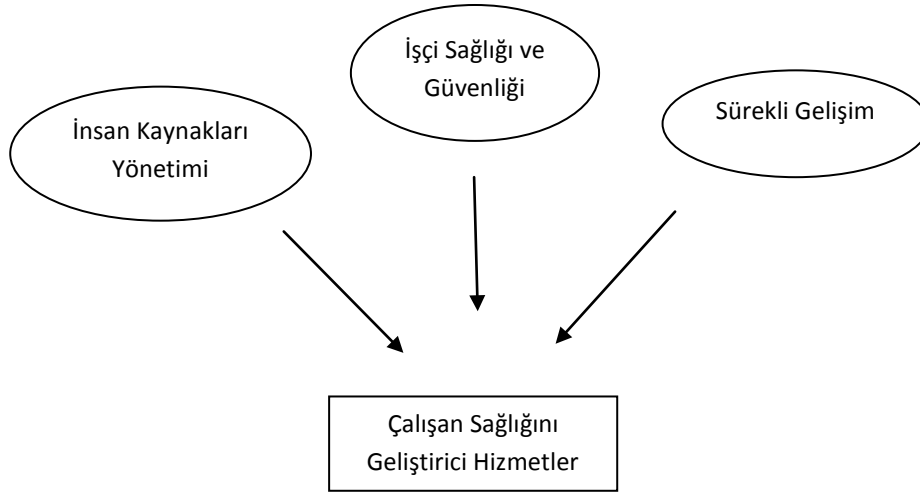 İşçi Sağlığı ve
Güvenliği
İnsan Kaynakları
Yönetimi
Sürekli Gelişim
Çalışan Sağlığını
Geliştirici Hizmetler